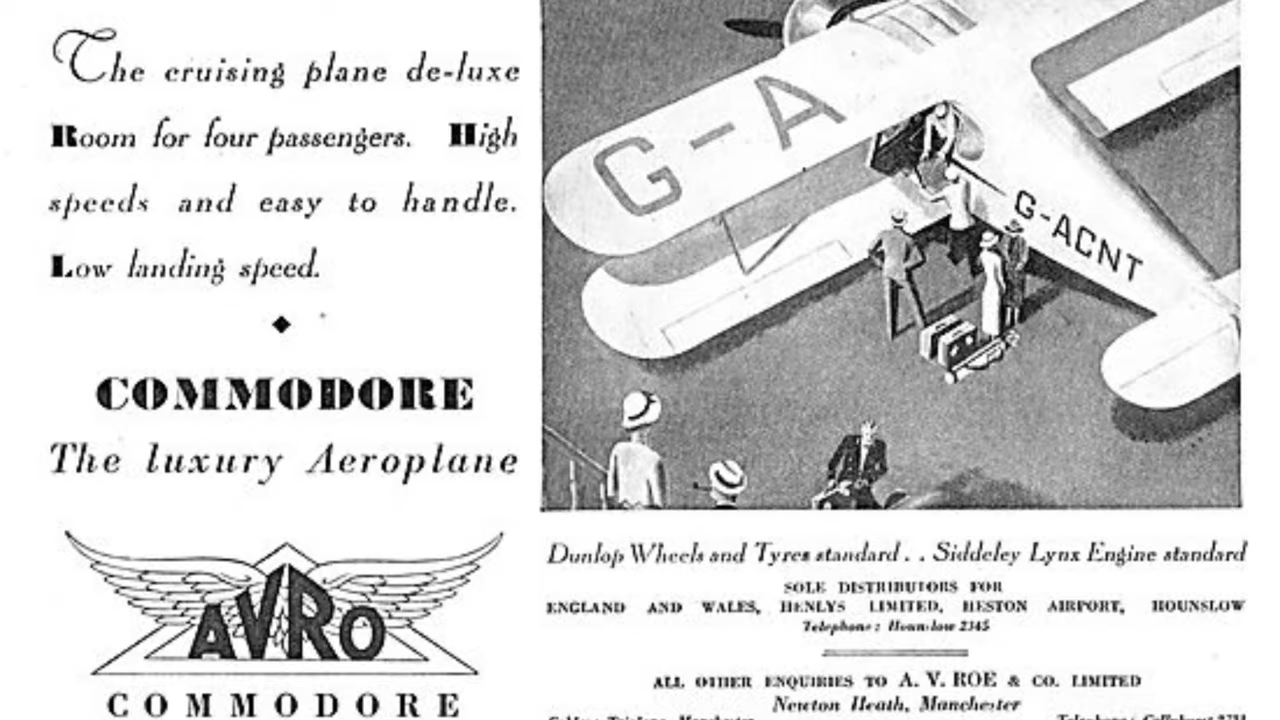 The cruising plane de-luxe
Room for four passengers. High
speeds and easy to handle.
Low landing speed.
COMMODORE
The luxury Aeroplane
AVRO
COMMODORE
G-A
G-ACNT
Dunlop Wheels and Tyres standard . . Siddeley Lynx Engine standard
SOLE DISTRIBUTORS FOR
ENGLAND AND WALES, HENLYS LIMITED, HESTON AIRPORT, HOUNSLOW
Telephone: Hounslow 2345
ALL OTHER ENQUIRIES TO A. V. ROE & CO. LIMITED
Newton Heath, Manchester
Manchester